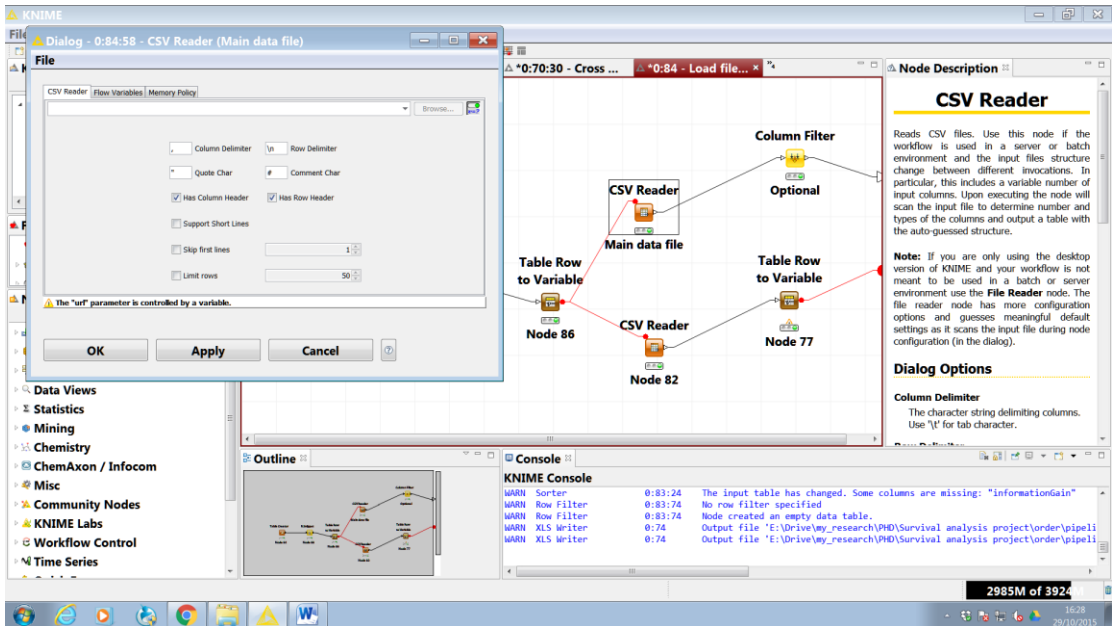 KNIME
File
Dialog - 0:84:58 - CSV Reader (Main data file)
File
CSV Reader Flow Variables Memory Policy
Browse...
, Column Delimiter \n Row Delimiter
" Quote Char # Comment Char
Has Column Header Has Row Header
Support Short Lines
Skip first lines 1
Limit rows 50
The "url" parameter is controlled by a variable.
OK Apply Cancel
Data Views
Statistics
Mining
Chemistry
ChemAxon / Infocom
Misc
Community Nodes
KNIME Labs
Workflow Control
Time Series
*0:70:30 - Cross ... *0:84 - Load file...
Column Filter
Optional
CSV Reader
Main data file
Table Row
to Variable
Node 86
CSV Reader
Node 82
Table Row
to Variable
Node 77
Node Description
CSV Reader
Reads CSV files. Use this node if the
workflow is used in a server or batch
environment and the input files structure
change between different invocations. In
particular, this includes a variable number of
input columns. Upon executing the node will
scan the input file to determine number and
types of the columns and output a table with
the auto-guessed structure.
Note: If you are only using the desktop
version of KNIME and your workflow is not
meant to be used in a batch or server
environment use the File Reader node. The
file reader node has more configuration
options and guesses meaningful default
settings as it scans the input file during node
configuration (in the dialog).
Dialog Options
Column Delimiter
The character string delimiting columns.
Use '\t' for tab character.
Outline
Console
KNIME Console
WARN Sorter 0:83:24 The input table has changed. Some columns are missing: "informationGain"
WARN Row Filter 0:83:74 No row filter specified
WARN Row Filter 0:83:74 Node created an empty data table.
WARN XLS Writer 0:74 Output file 'E:\Drive\my_research\PHD\Survival analysis project\order\pipeli
WARN XLS Writer 0:74 Output file 'E:\Drive\my_research\PHD\Survival analysis project\order\pipeli
2985M of 3924M
16:28
29/10/2015